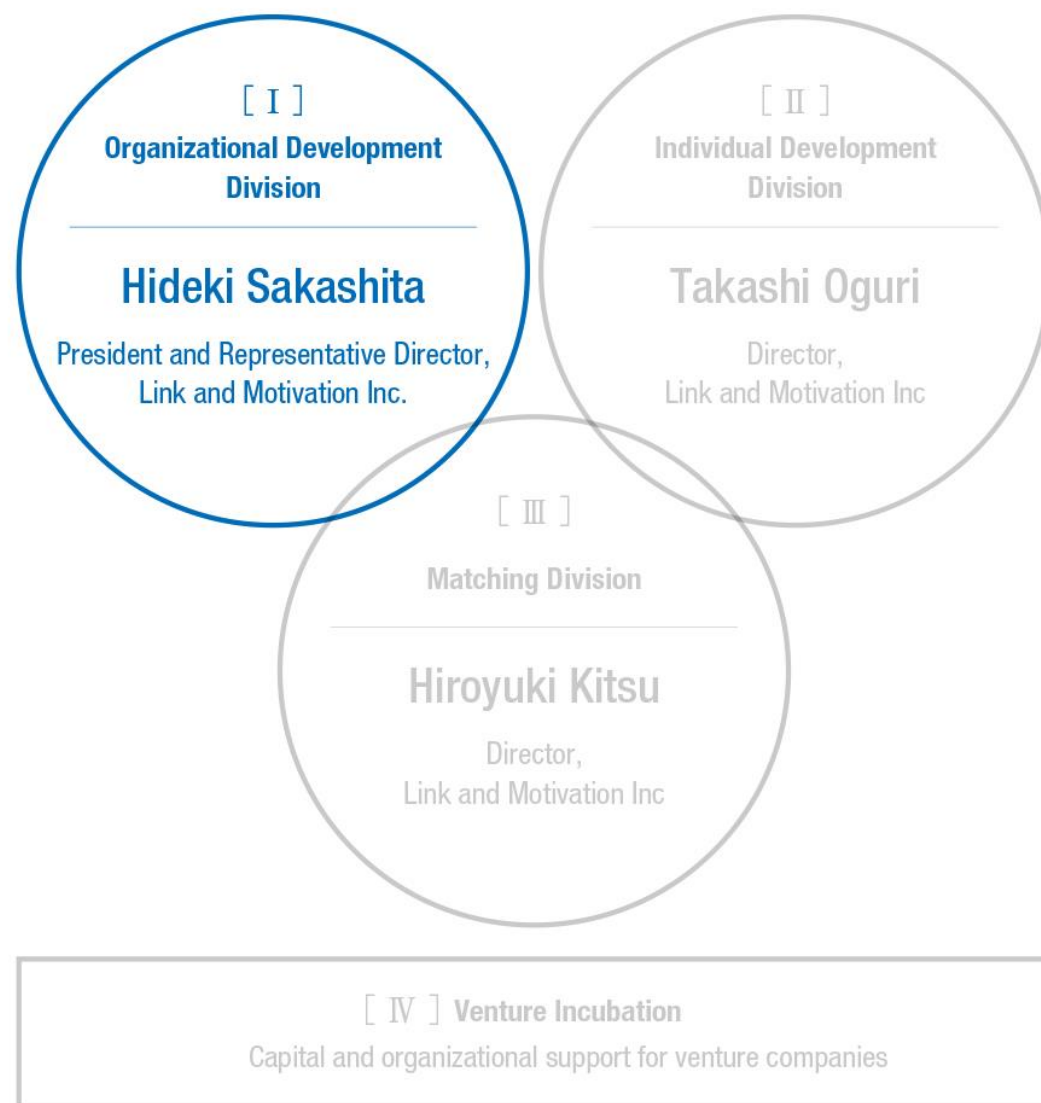 [ Ⅰ ]
Organizational Development
Division
Hideki Sakashita
President and Representative Director,
Link and Motivation Inc.
[ Ⅱ ]
Individual Development
Division
Takashi Oguri
Director,
Link and Motivation Inc
[ Ⅲ ]
Matching Division
Hiroyuki Kitsu
Director,
Link and Motivation Inc
[ Ⅳ ] Venture Incubation
Capital and organizational support for venture companies